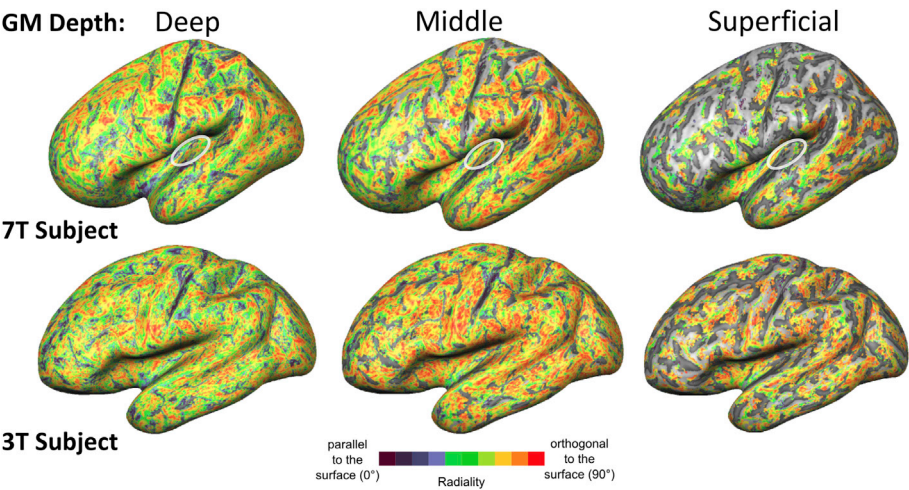 GM Depth: Deep Middle Superficial
7T Subject
3T Subject
parallel
to the
surface (0°)
Radiality
orthogonal
to the
surface (90°)